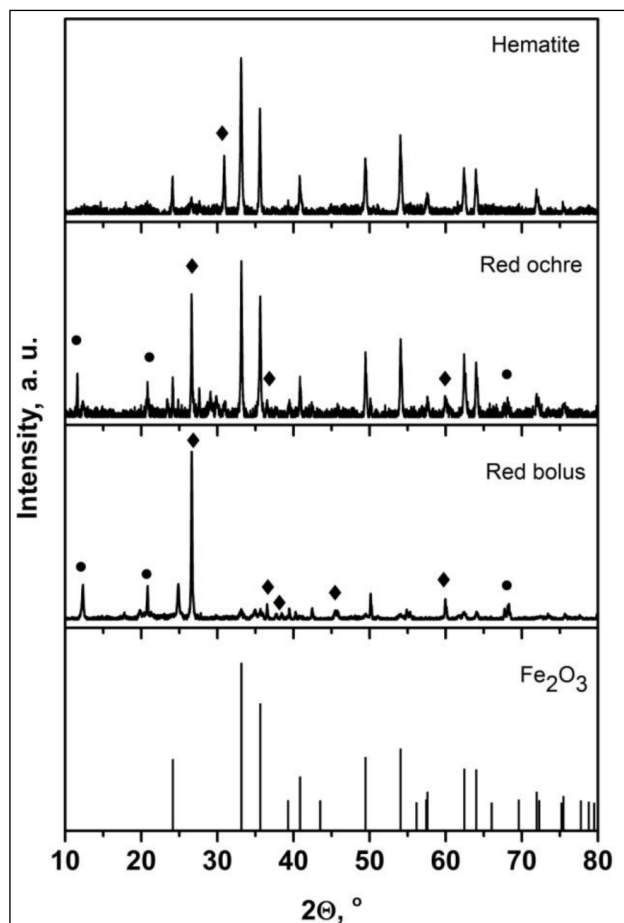 Hematite
Red ochre
Red bolus
Fe₂O₃
Intensity, a. u.
10 20 30 40 50 60 70 80
2Θ, °